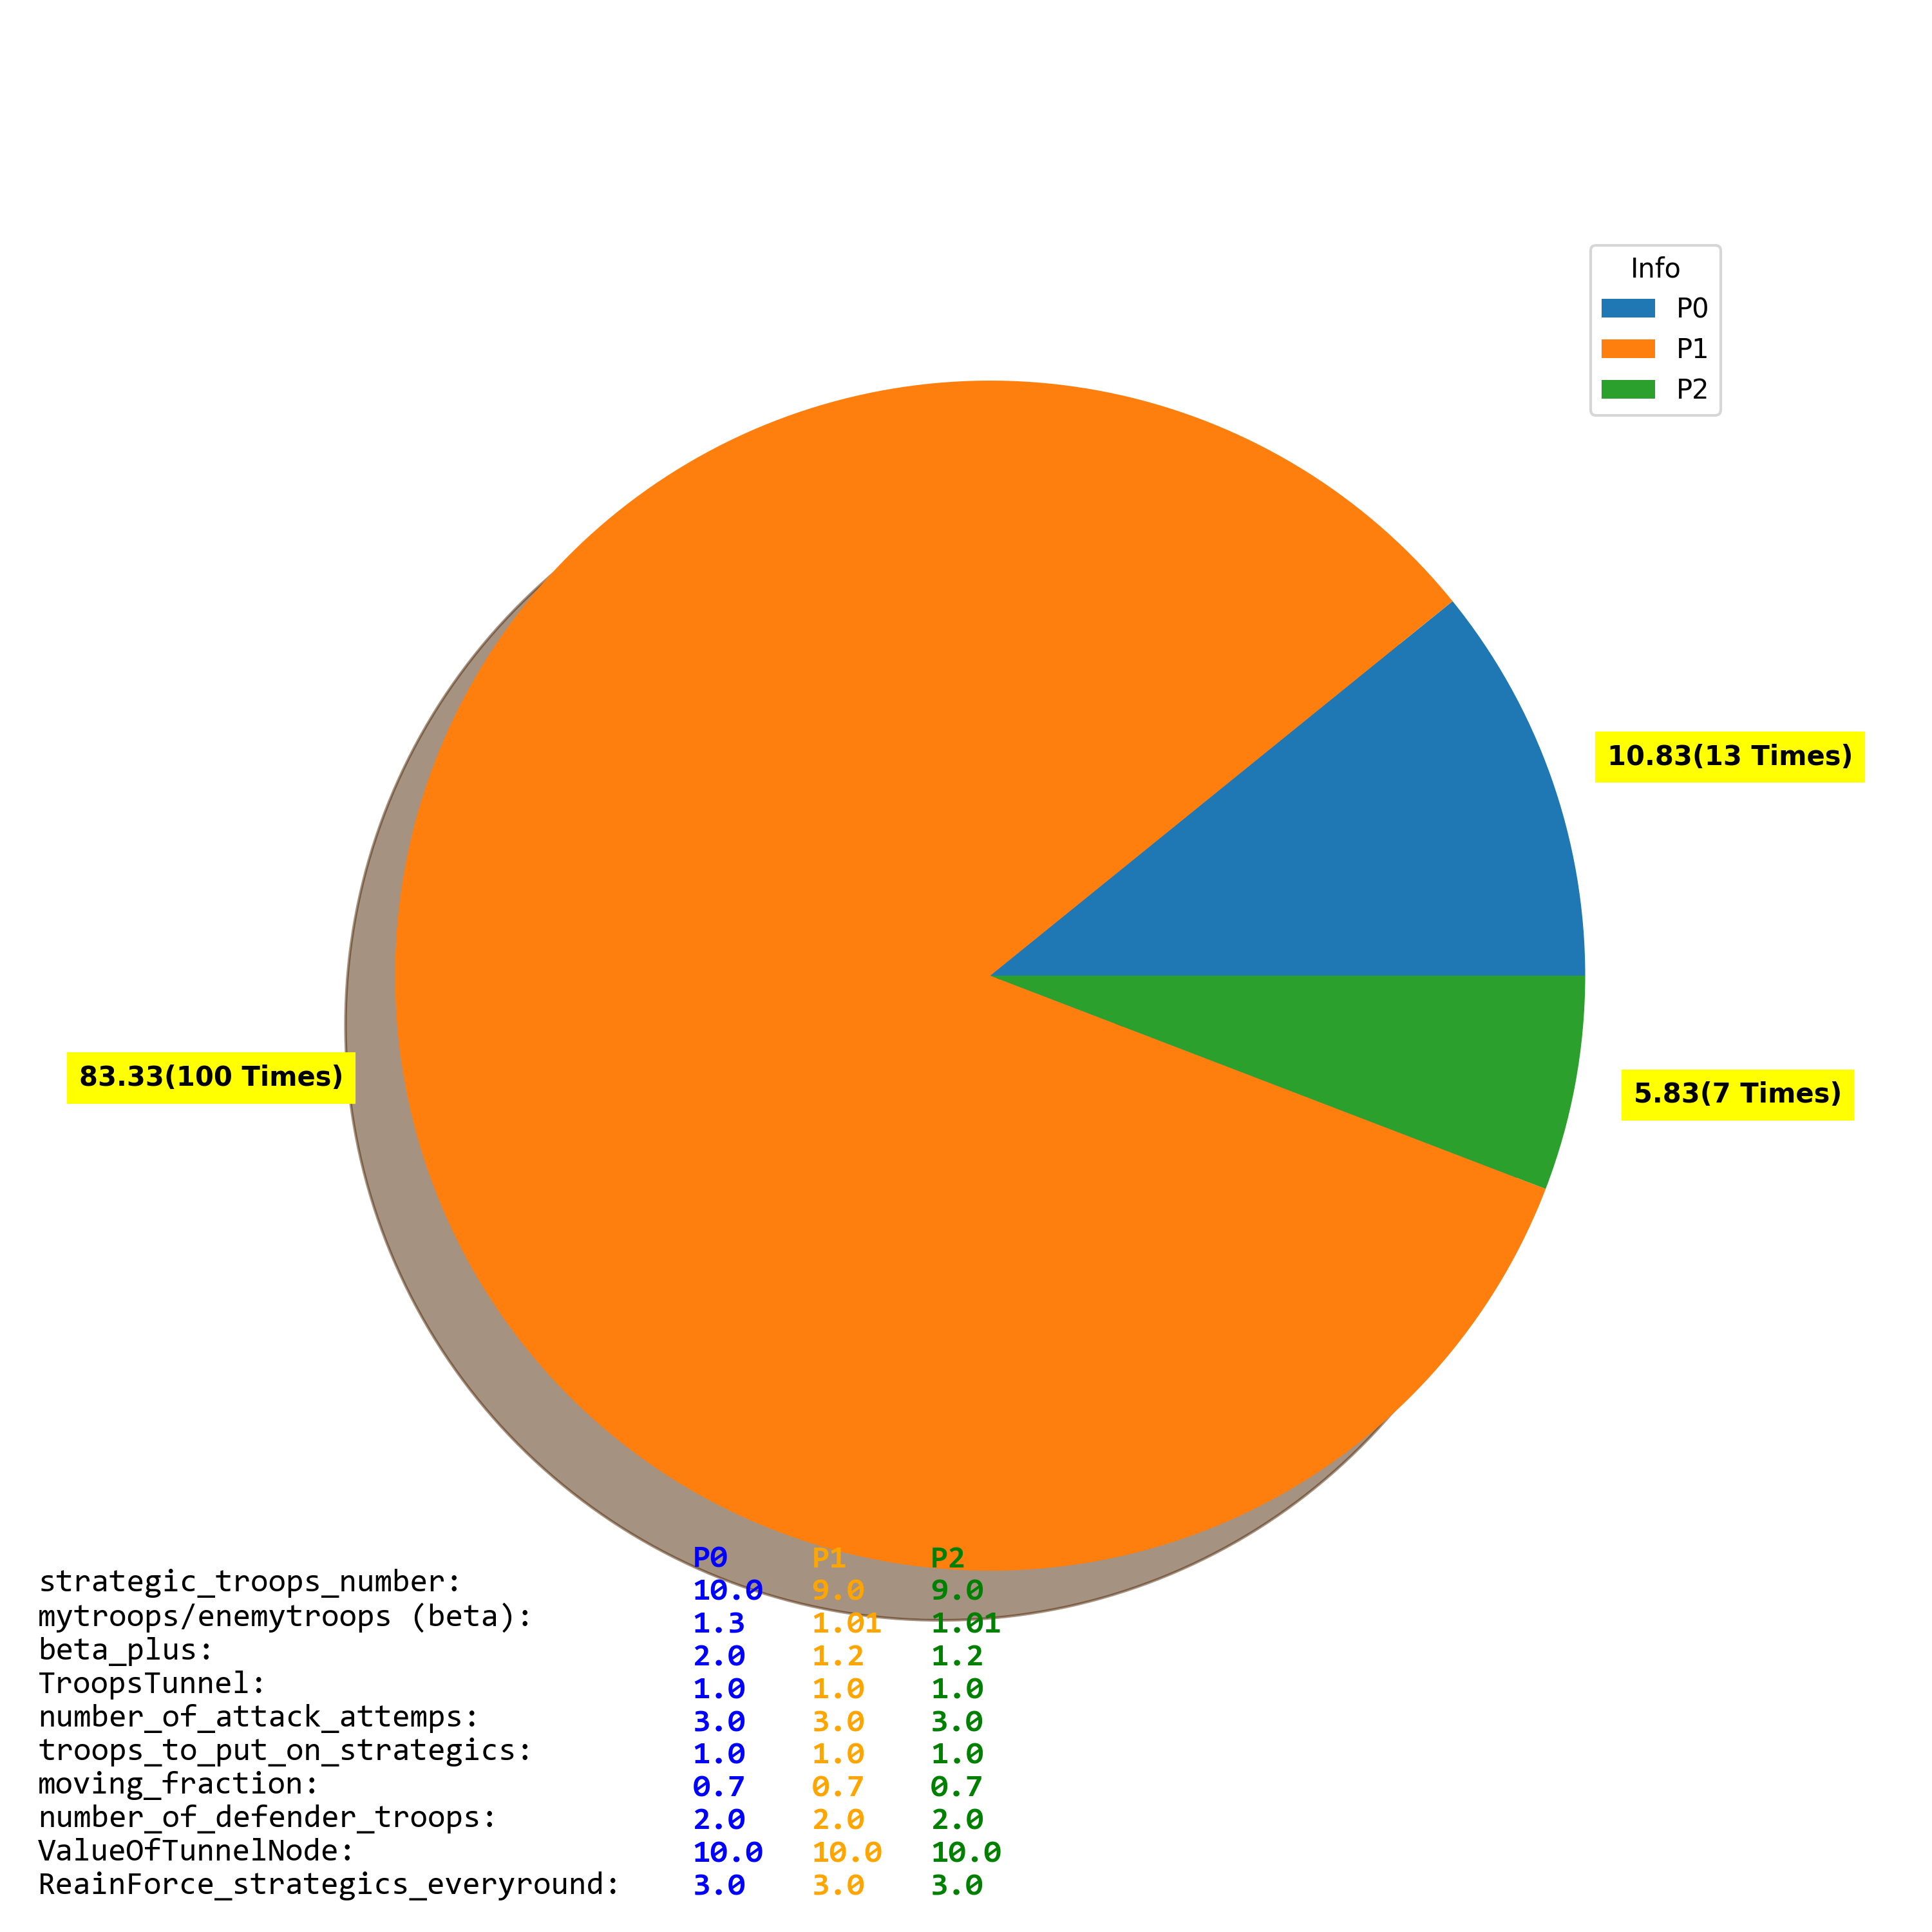 Info
P0
P1
P2
10.83(13 Times)
83.33(100 Times)
5.83(7 Times)
P0 P1 P2
strategic_troops_number: 10.0 9.0 9.0
mytroops/enemytroops (beta): 1.3 1.01 1.01
beta_plus: 2.0 1.2 1.2
TroopsTunnel: 1.0 1.0 1.0
number_of_attack_attemps: 3.0 3.0 3.0
troops_to_put_on_strategics: 1.0 1.0 1.0
moving_fraction: 0.7 0.7 0.7
number_of_defender_troops: 2.0 2.0 2.0
ValueOfTunnelNode: 10.0 10.0 10.0
ReainForce_strategics_everyround: 3.0 3.0 3.0